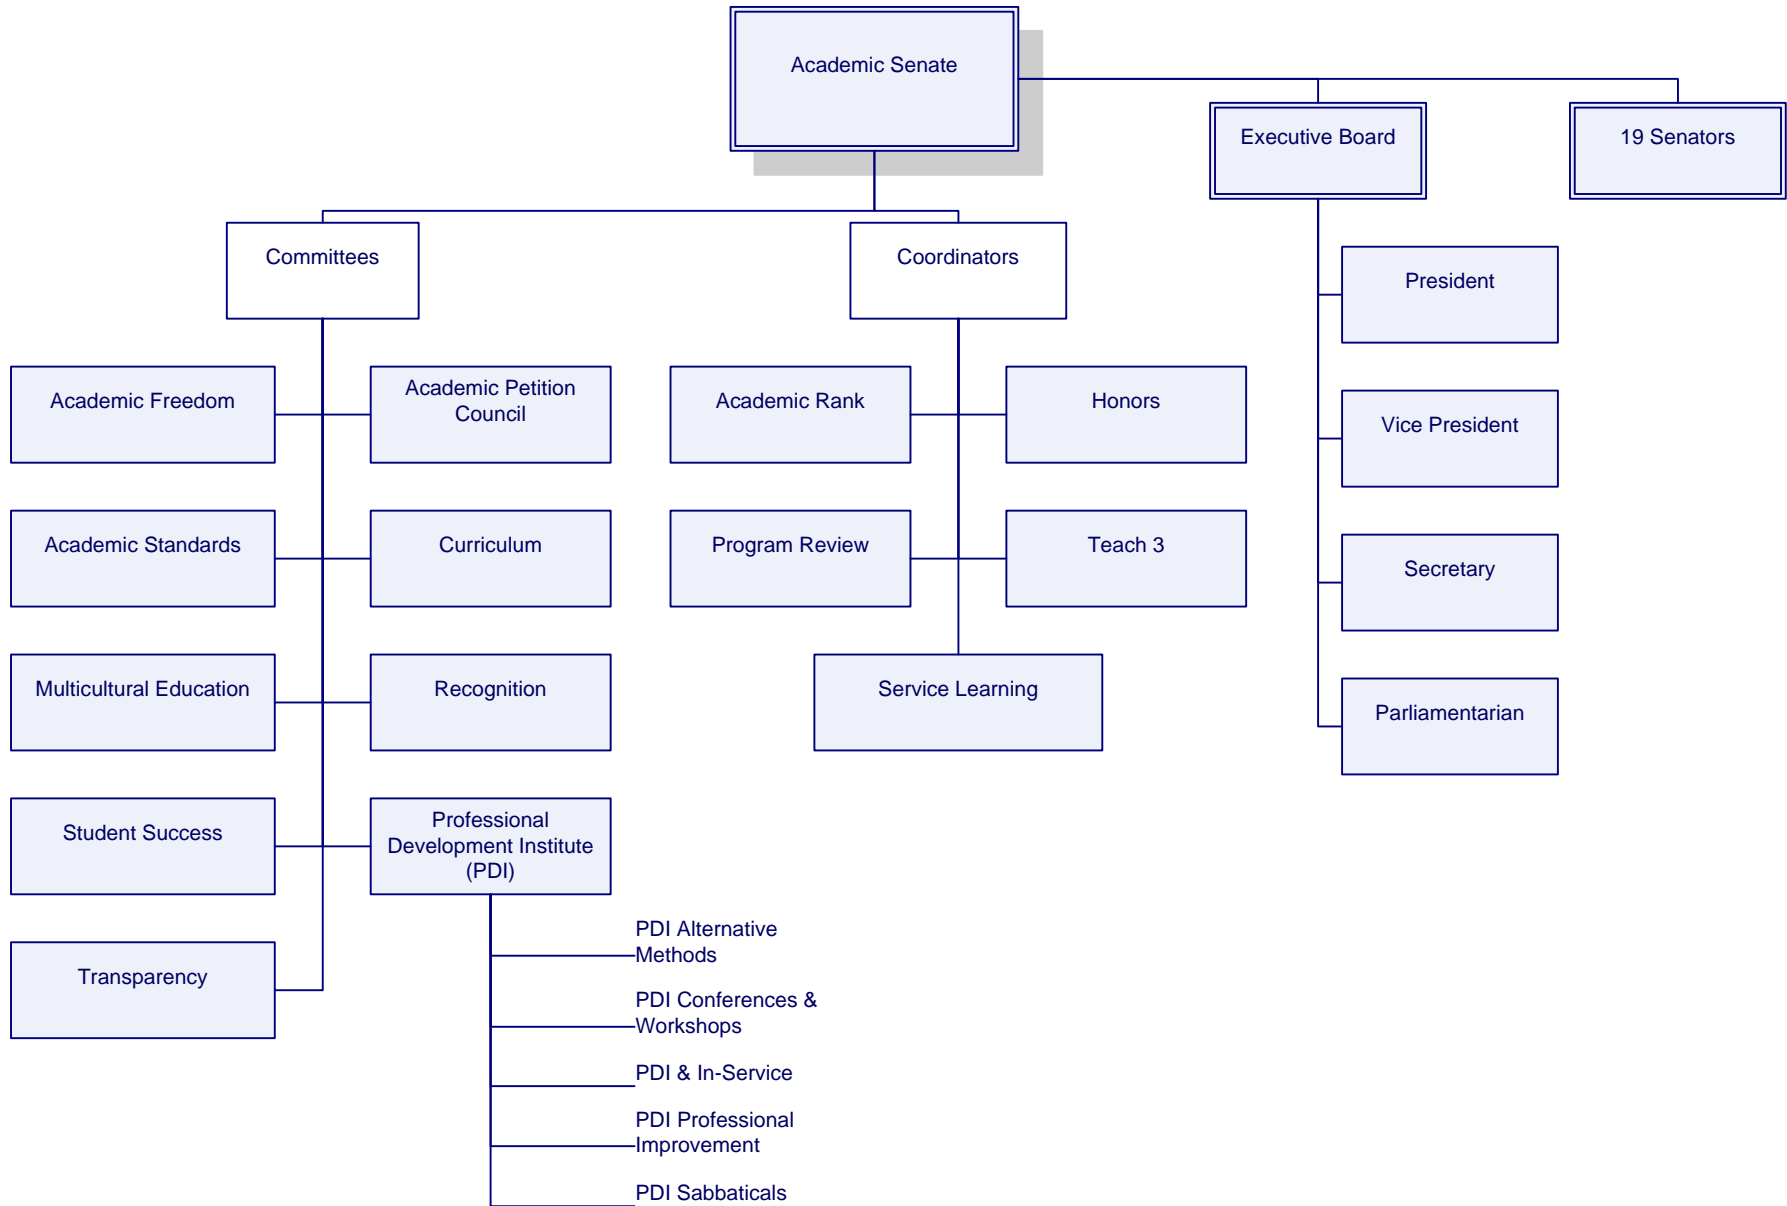 Academic Senate
Executive Board
19 Senators
Committees
Coordinators
President
Vice President
Secretary
Parliamentarian
Academic Freedom
Academic Petition
Council
Academic Standards
Curriculum
Multicultural Education
Recognition
Student Success
Professional
Development Institute
(PDI)
Transparency
PDI Alternative
Methods
PDI Conferences &
Workshops
PDI & In-Service
PDI Professional
Improvement
PDI Sabbaticals
Academic Rank
Honors
Program Review
Teach 3
Service Learning